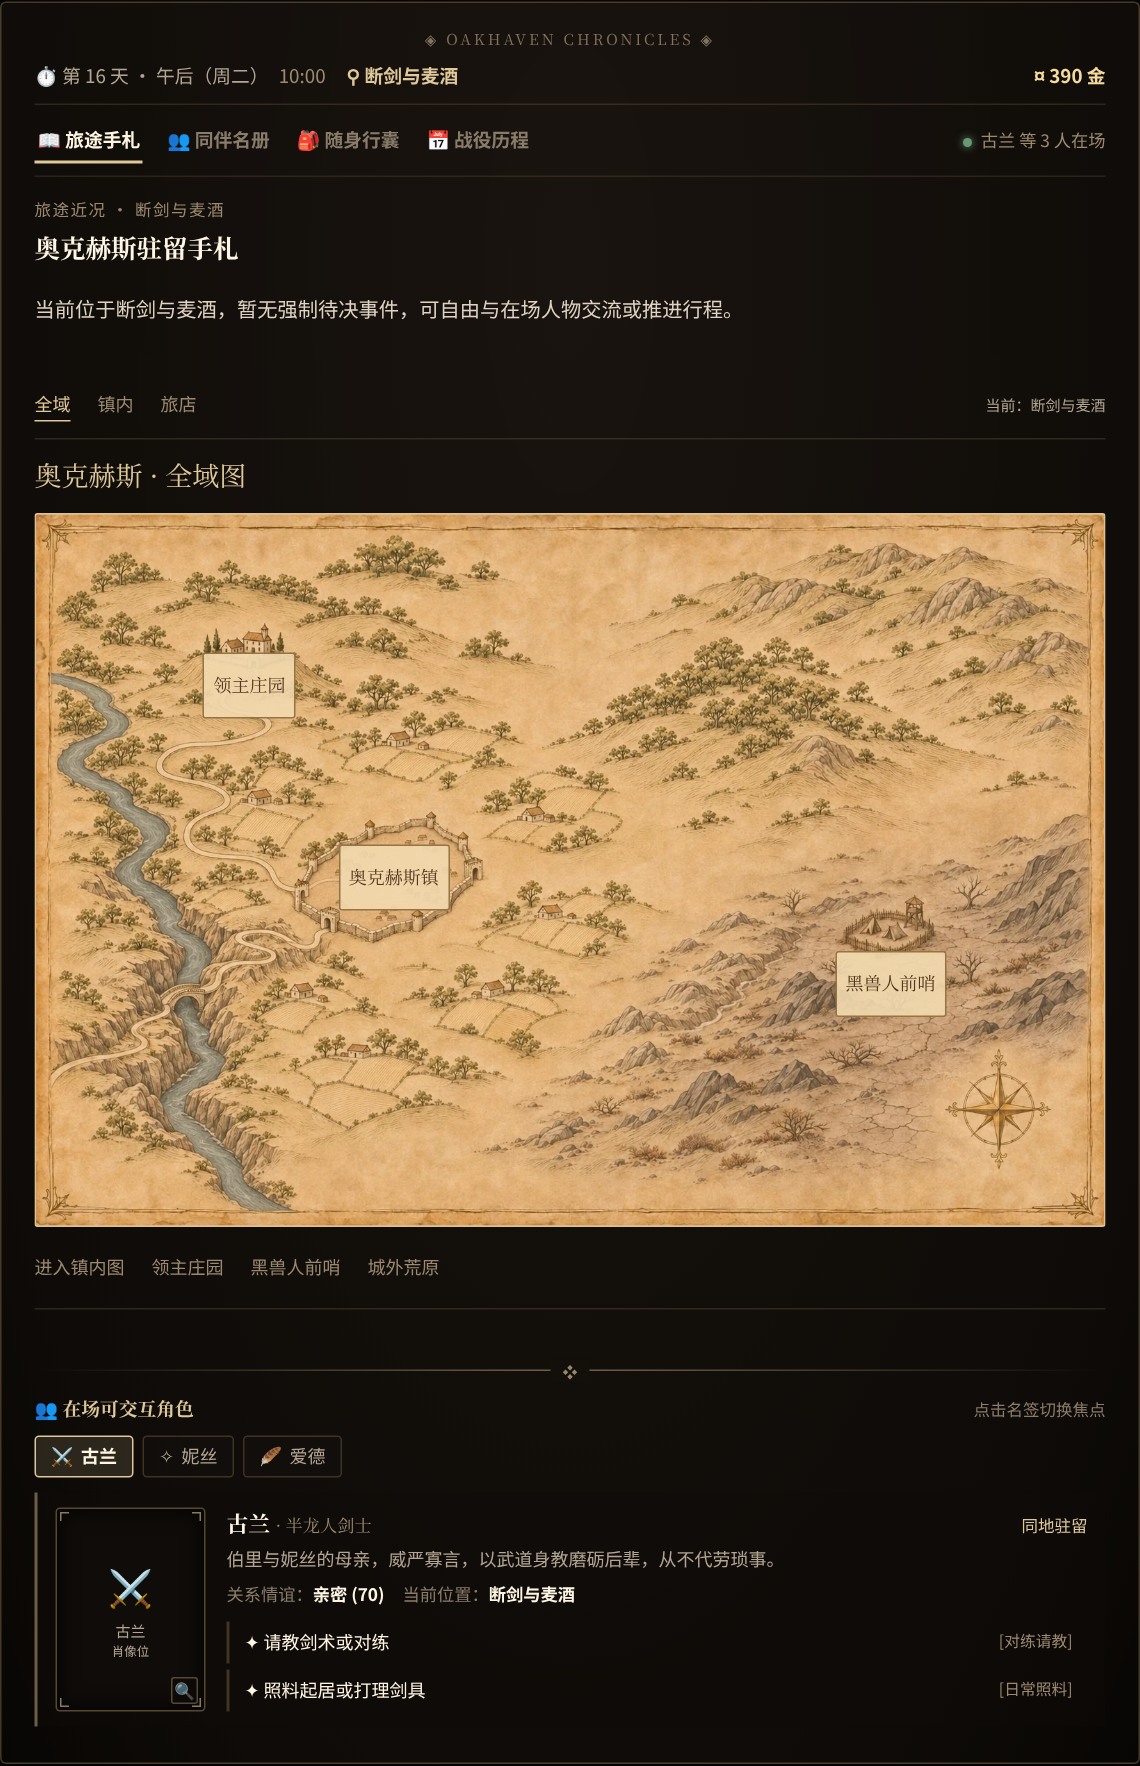 ◈ OAKHAVEN CHRONICLES ◈
第 16 天 · 午后（周二） 10:00 断剑与麦酒
¤ 390 金
旅途手札 同伴名册 随身行囊 战役历程
古兰 等 3 人在场
旅途近况 · 断剑与麦酒
奥克赫斯驻留手札
当前位于断剑与麦酒，暂无强制待决事件，可自由与在场人物交流或推进行程。
全域 镇内 旅店
当前：断剑与麦酒
奥克赫斯 · 全域图
领主庄园
奥克赫斯镇
黑兽人前哨
进入镇内图 领主庄园 黑兽人前哨 城外荒原
在场可交互角色
点击名签切换焦点
古兰 妮丝 爱德
古兰 · 半龙人剑士
同地驻留
伯里与妮丝的母亲，威严寡言，以武道身教磨砺后辈，从不代劳琐事。
关系情谊：亲密 (70) 当前位置：断剑与麦酒
古兰
肖像位
✦ 请教剑术或对练 [对练请教]
✦ 照料起居或打理剑具 [日常照料]